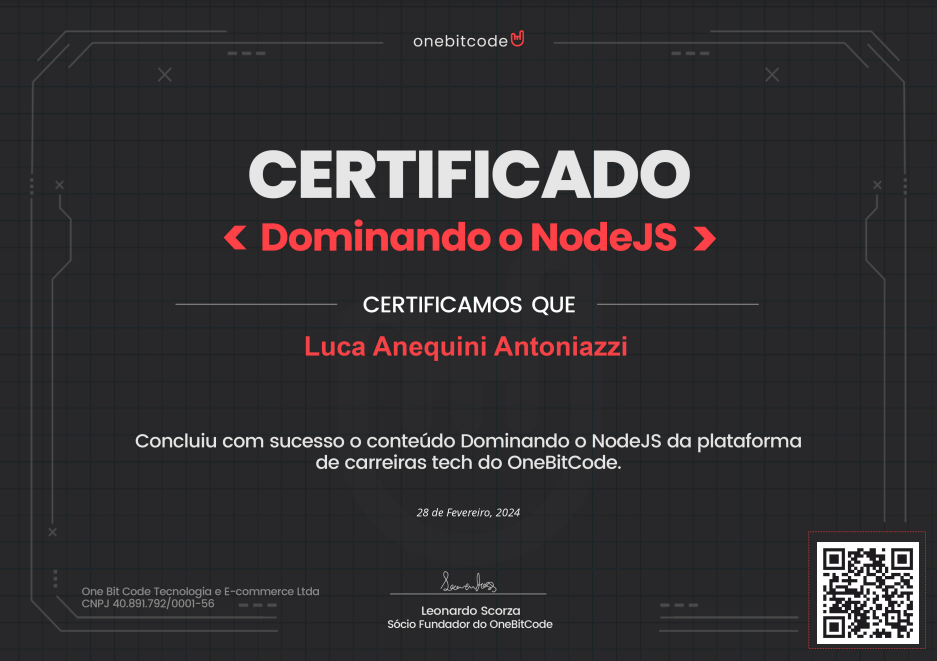 onebitcode
CERTIFICADO
< Dominando o NodeJS >
CERTIFICAMOS QUE
Luca Anequini Antoniazzi
Concluiu com sucesso o conteúdo Dominando o NodeJS da plataforma
de carreiras tech do OneBitCode.
28 de Fevereiro, 2024
One Bit Code Tecnologia e E-commerce Ltda
CNPJ 40.891.792/0001-56
Leonardo Scorza
Sócio Fundador do OneBitCode